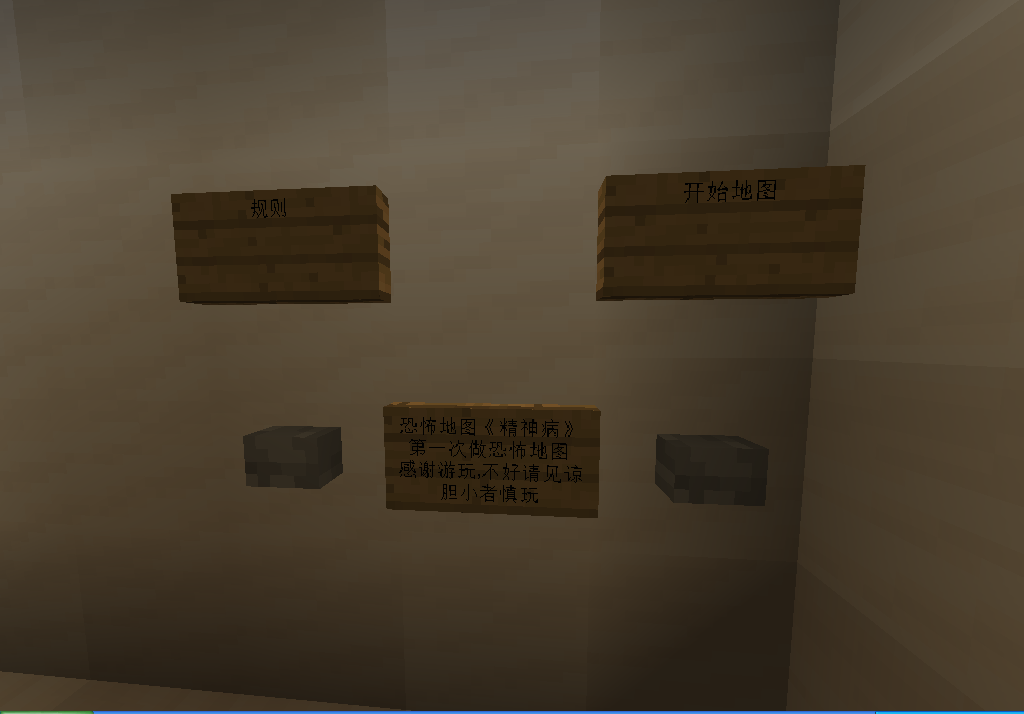 规则
开始地图
恐怖地图《精神病》
第一次做恐怖地图
感谢游玩,不好请见谅
胆小者慎玩